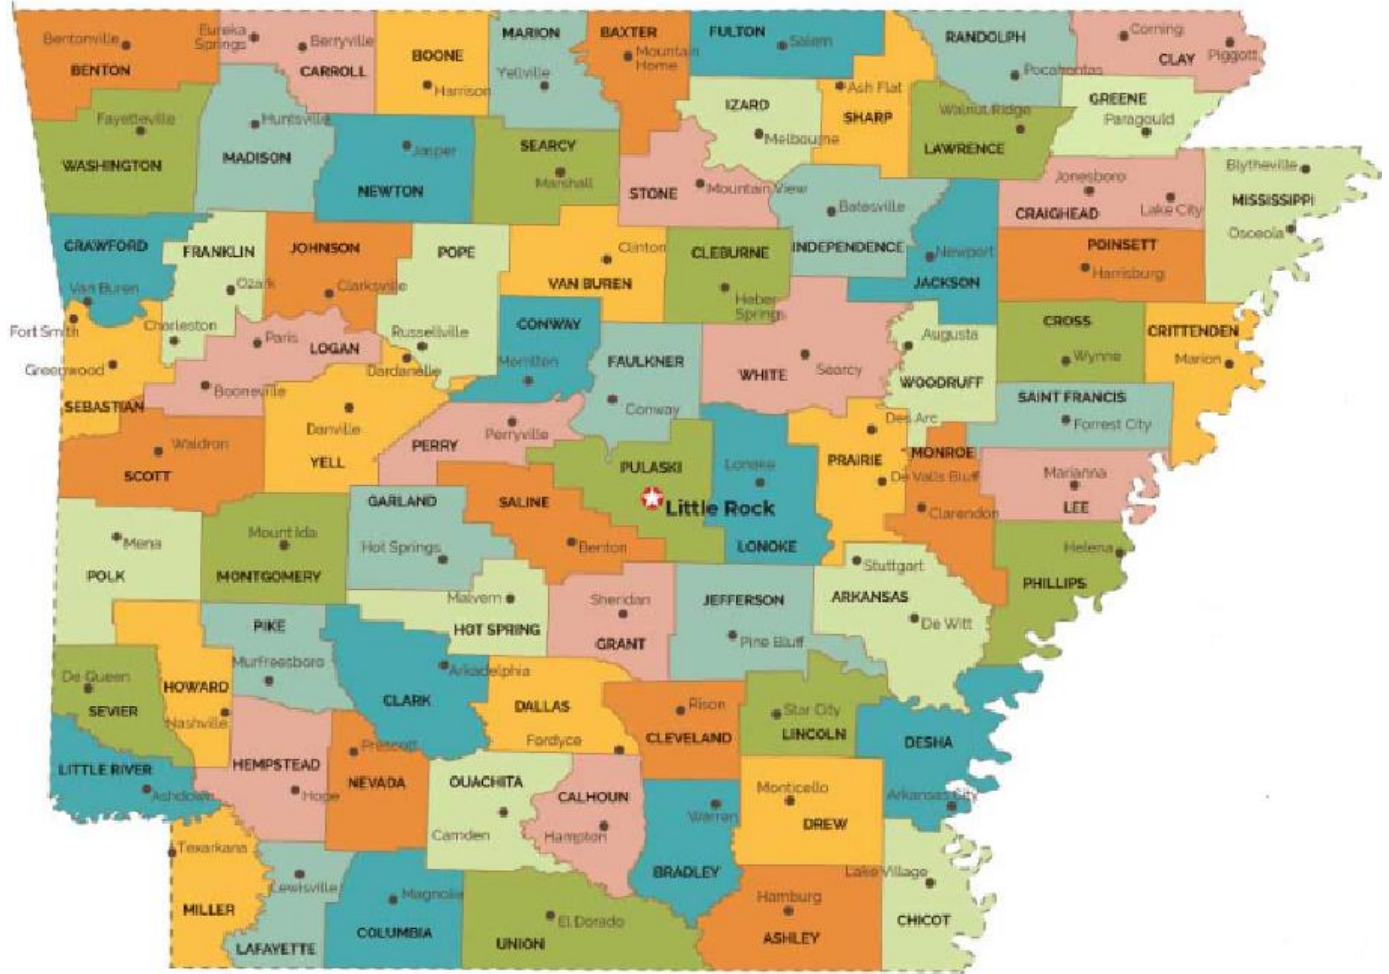 Bentonville
BENTON
Eureka
Springs
Berryville
CARROLL
BOONE
Harrison
MARION
Yellville
BAXTER
Mountain
Home
FULTON
Salem
RANDOLPH
Pocahontas
Corning
CLAY
Piggott
Fayetteville
WASHINGTON
Huntsville
MADISON
Jasper
NEWTON
SEARCY
Marshall
IZARD
Melbourne
Ash Flat
SHARP
Walnut Ridge
LAWRENCE
GREENE
Paragould
STONE
Mountain View
Batesville
INDEPENDENCE
Jonesboro
CRAIGHEAD
Lake City
Blytheville
MISSISSIPPI
Osceola
CRAWFORD
Van Buren
FRANKLIN
Ozark
Charleston
JOHNSON
Clarksville
POPE
Russellville
Clinton
VAN BUREN
CLEBURNE
Heber
Springs
Newport
JACKSON
POINSETT
Harrisburg
Fort Smith
Greenwood
SEBASTIAN
Paris
LOGAN
Booneville
Dardanelle
CONWAY
Morrilton
FAULKNER
Conway
WHITE
Searcy
Augusta
WOODRUFF
CROSS
Wynne
CRITTENDEN
Marion
SAINT FRANCIS
Forrest City
Waldron
SCOTT
Danville
YELL
PERRY
Perryville
PULASKI
Little Rock
Lonoke
LONOKE
Des Arc
PRAIRIE
De Valls Bluff
MONROE
Clarendon
Marianna
LEE
Mena
POLK
Mount Ida
MONTGOMERY
GARLAND
Hot Springs
SALINE
Benton
Helena
PHILLIPS
Malvern
HOT SPRING
Sheridan
GRANT
JEFFERSON
Pine Bluff
Stuttgart
ARKANSAS
De Witt
De Queen
SEVIER
HOWARD
Nashville
PIKE
Murfreesboro
Arkadelphia
CLARK
DALLAS
Fordyce
Rison
CLEVELAND
Star City
LINCOLN
DESHA
Arkansas City
LITTLE RIVER
Ashdown
HEMPSTEAD
Hope
Prescott
NEVADA
OUACHITA
Camden
CALHOUN
Hampton
Warren
BRADLEY
Monticello
DREW
Texarkana
MILLER
Lewisville
LAFAYETTE
Magnolia
COLUMBIA
El Dorado
UNION
Hamburg
ASHLEY
Lake Village
CHICOT